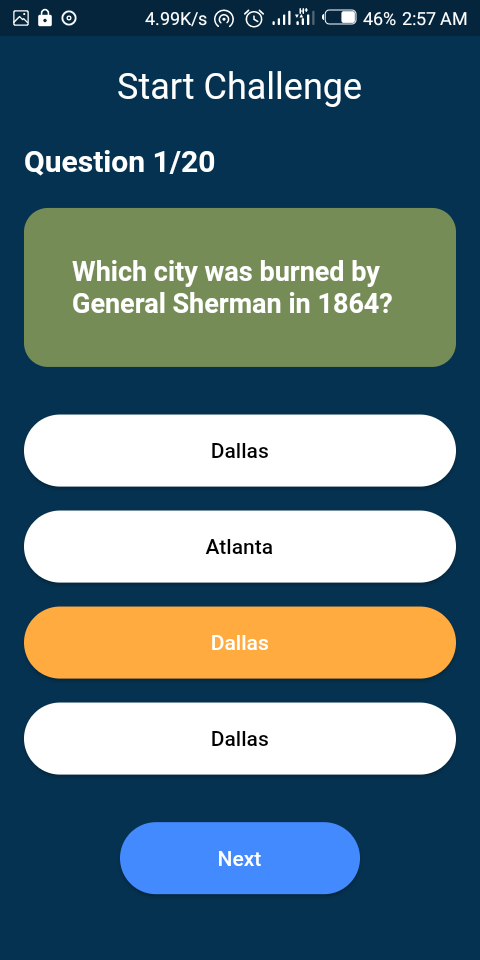 4.99K/s 46% 2:57 AM
Start Challenge
Question 1/20
Which city was burned by
General Sherman in 1864?
Dallas
Atlanta
Dallas
Dallas
Next